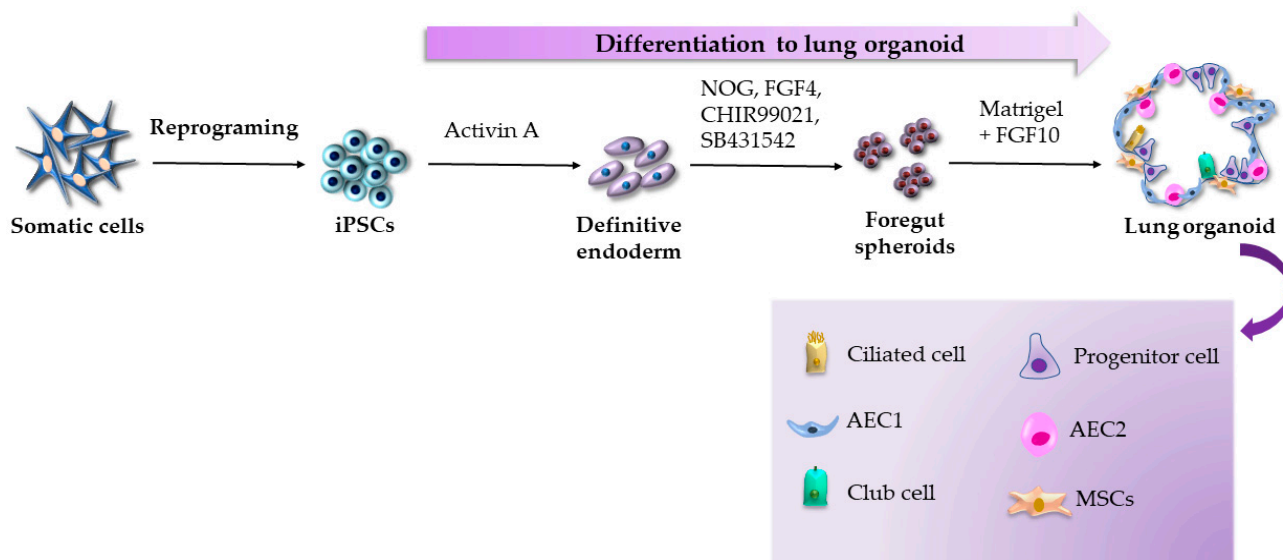 Differentiation to lung organoid
Reprograming
Activin A
NOG, FGF4,
CHIR99021,
SB431542
Matrigel
+ FGF10
Somatic cells
iPSCs
Definitive
endoderm
Foregut
spheroids
Lung organoid
Ciliated cell
Progenitor cell
AEC1
AEC2
Club cell
MSCs